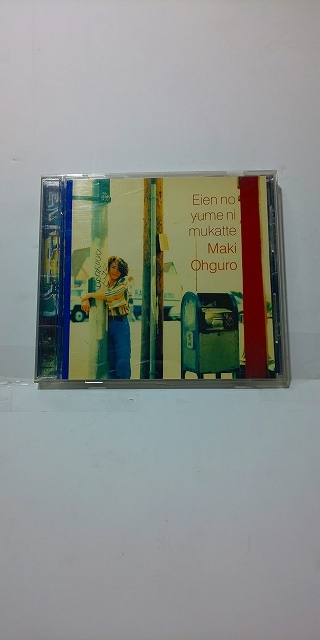 Eien no
yume ni
mukatte
Maki
Ohguro